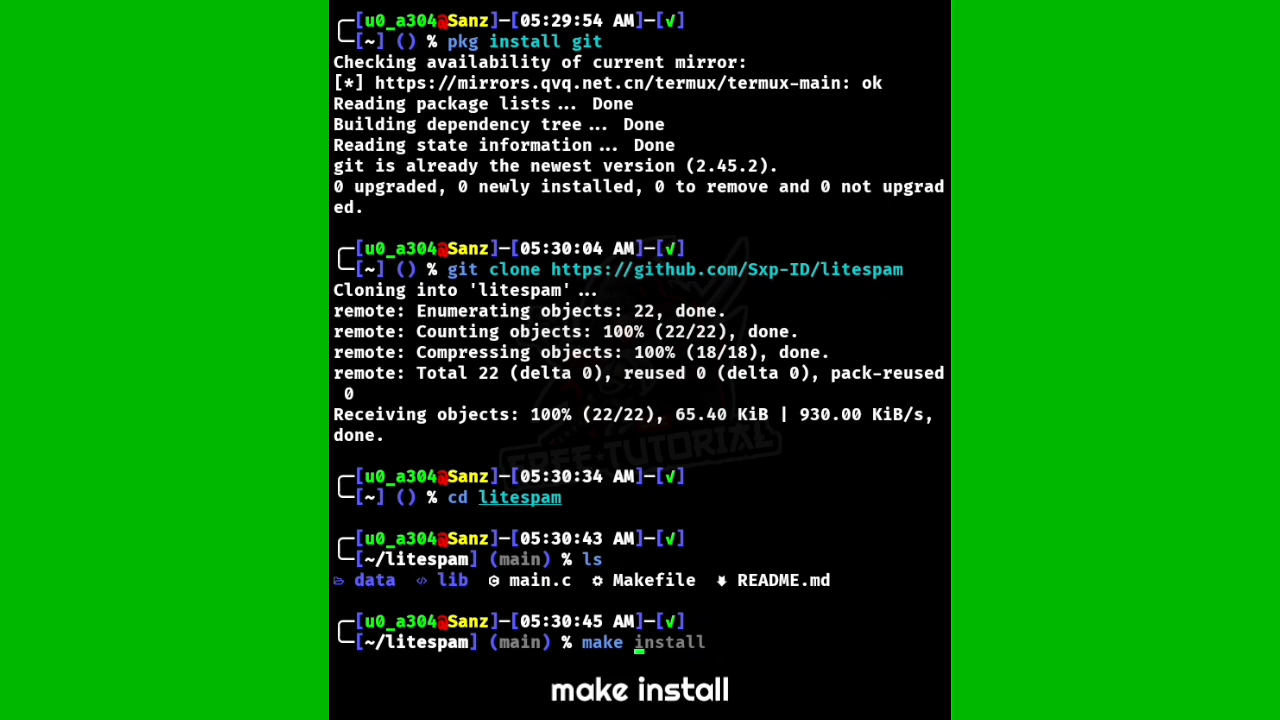 [u0_a304@Sanz]-[05:29:54 AM]-[√]
[~] () % pkg install git
Checking availability of current mirror:
[*] https://mirrors.qvq.net.cn/termux/termux-main: ok
Reading package lists... Done
Building dependency tree... Done
Reading state information... Done
git is already the newest version (2.45.2).
0 upgraded, 0 newly installed, 0 to remove and 0 not upgrad
ed.
[u0_a304@Sanz]-[05:30:04 AM]-[√]
[~] () % git clone https://github.com/Sxp-ID/litespam
Cloning into 'litespam'...
remote: Enumerating objects: 22, done.
remote: Counting objects: 100% (22/22), done.
remote: Compressing objects: 100% (18/18), done.
remote: Total 22 (delta 0), reused 0 (delta 0), pack-reused
0
Receiving objects: 100% (22/22), 65.40 KiB | 930.00 KiB/s,
done.
FREE TUTORIAL
[u0_a304@Sanz]-[05:30:34 AM]-[√]
[~] () % cd litespam
[u0_a304@Sanz]-[05:30:43 AM]-[√]
[~/litespam] (main) % ls
data lib main.c Makefile README.md
[u0_a304@Sanz]-[05:30:45 AM]-[√]
[~/litespam] (main) % make install
make install